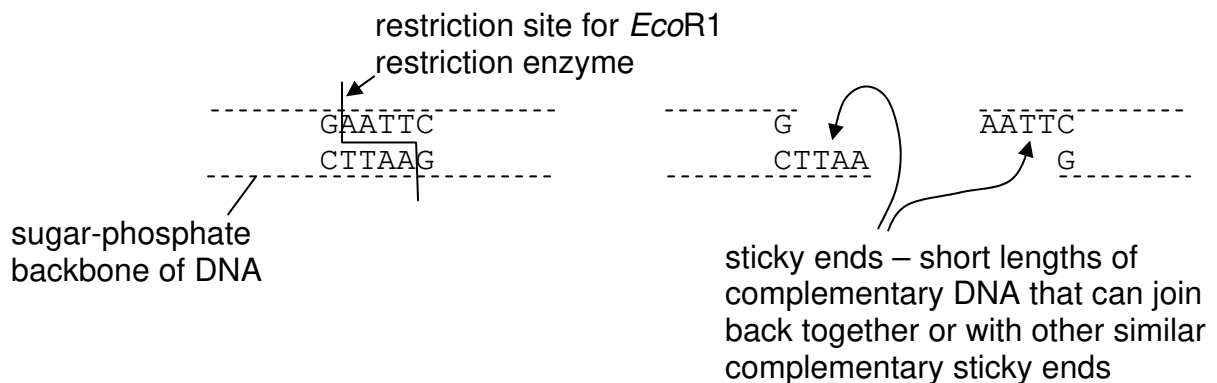 restriction site for EcoR1
restriction enzyme
GAATTC
CTTAAG
sugar-phosphate
backbone of DNA
G
CTTAA
AATTC
G
sticky ends – short lengths of
complementary DNA that can join
back together or with other similar
complementary sticky ends